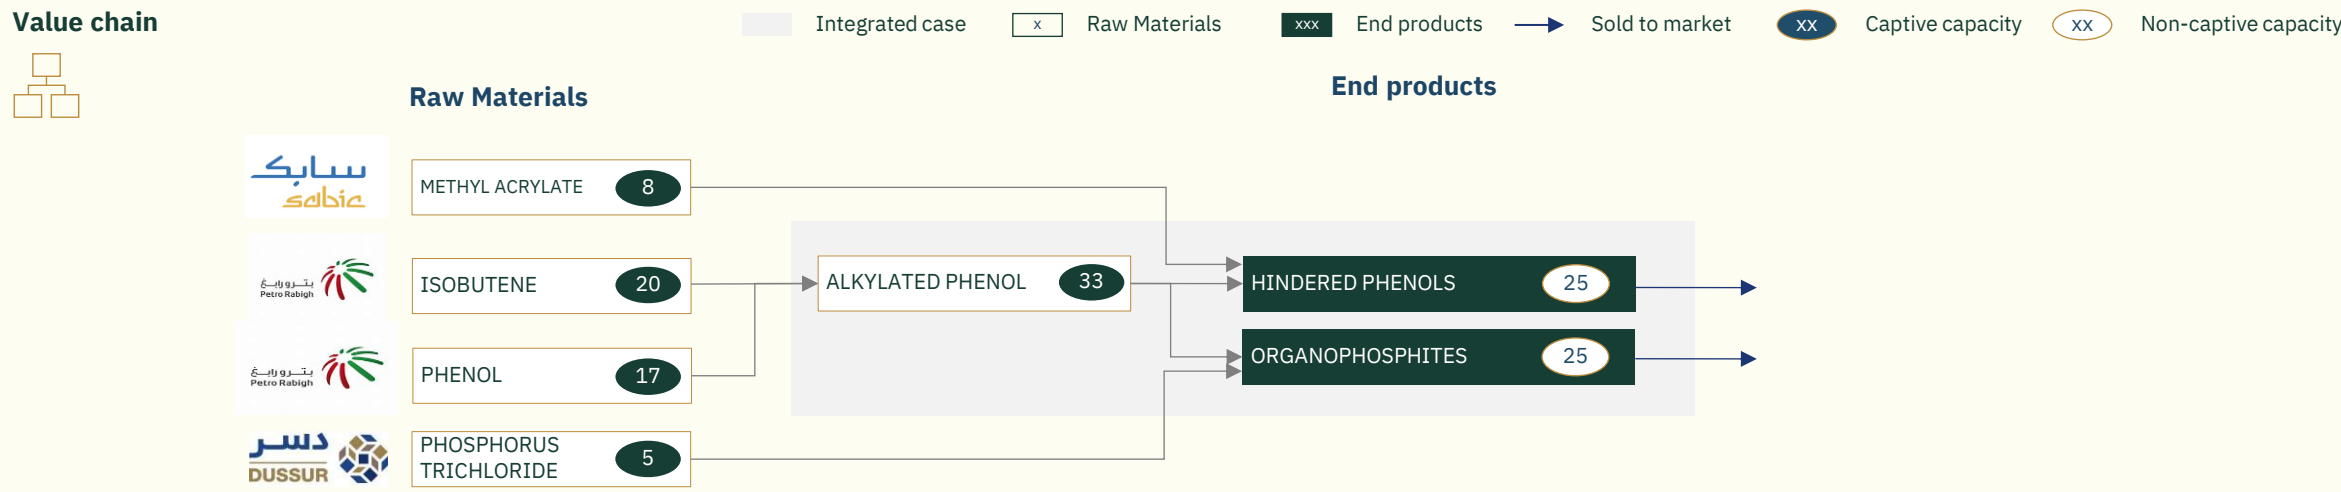 Value chain
Integrated case
x
Raw Materials
xxx
End products
Sold to market
xx
Captive capacity
xx
Non-captive capacity
Raw Materials
End products
سابك
sabic
METHYL ACRYLATE 8
بترورابغ
Petro Rabigh
ISOBUTENE 20
ALKYLATED PHENOL 33
HINDERED PHENOLS 25
بترورابغ
Petro Rabigh
PHENOL 17
ORGANOPHOSPHITES 25
دسر
DUSSUR
PHOSPHORUS
TRICHLORIDE
5